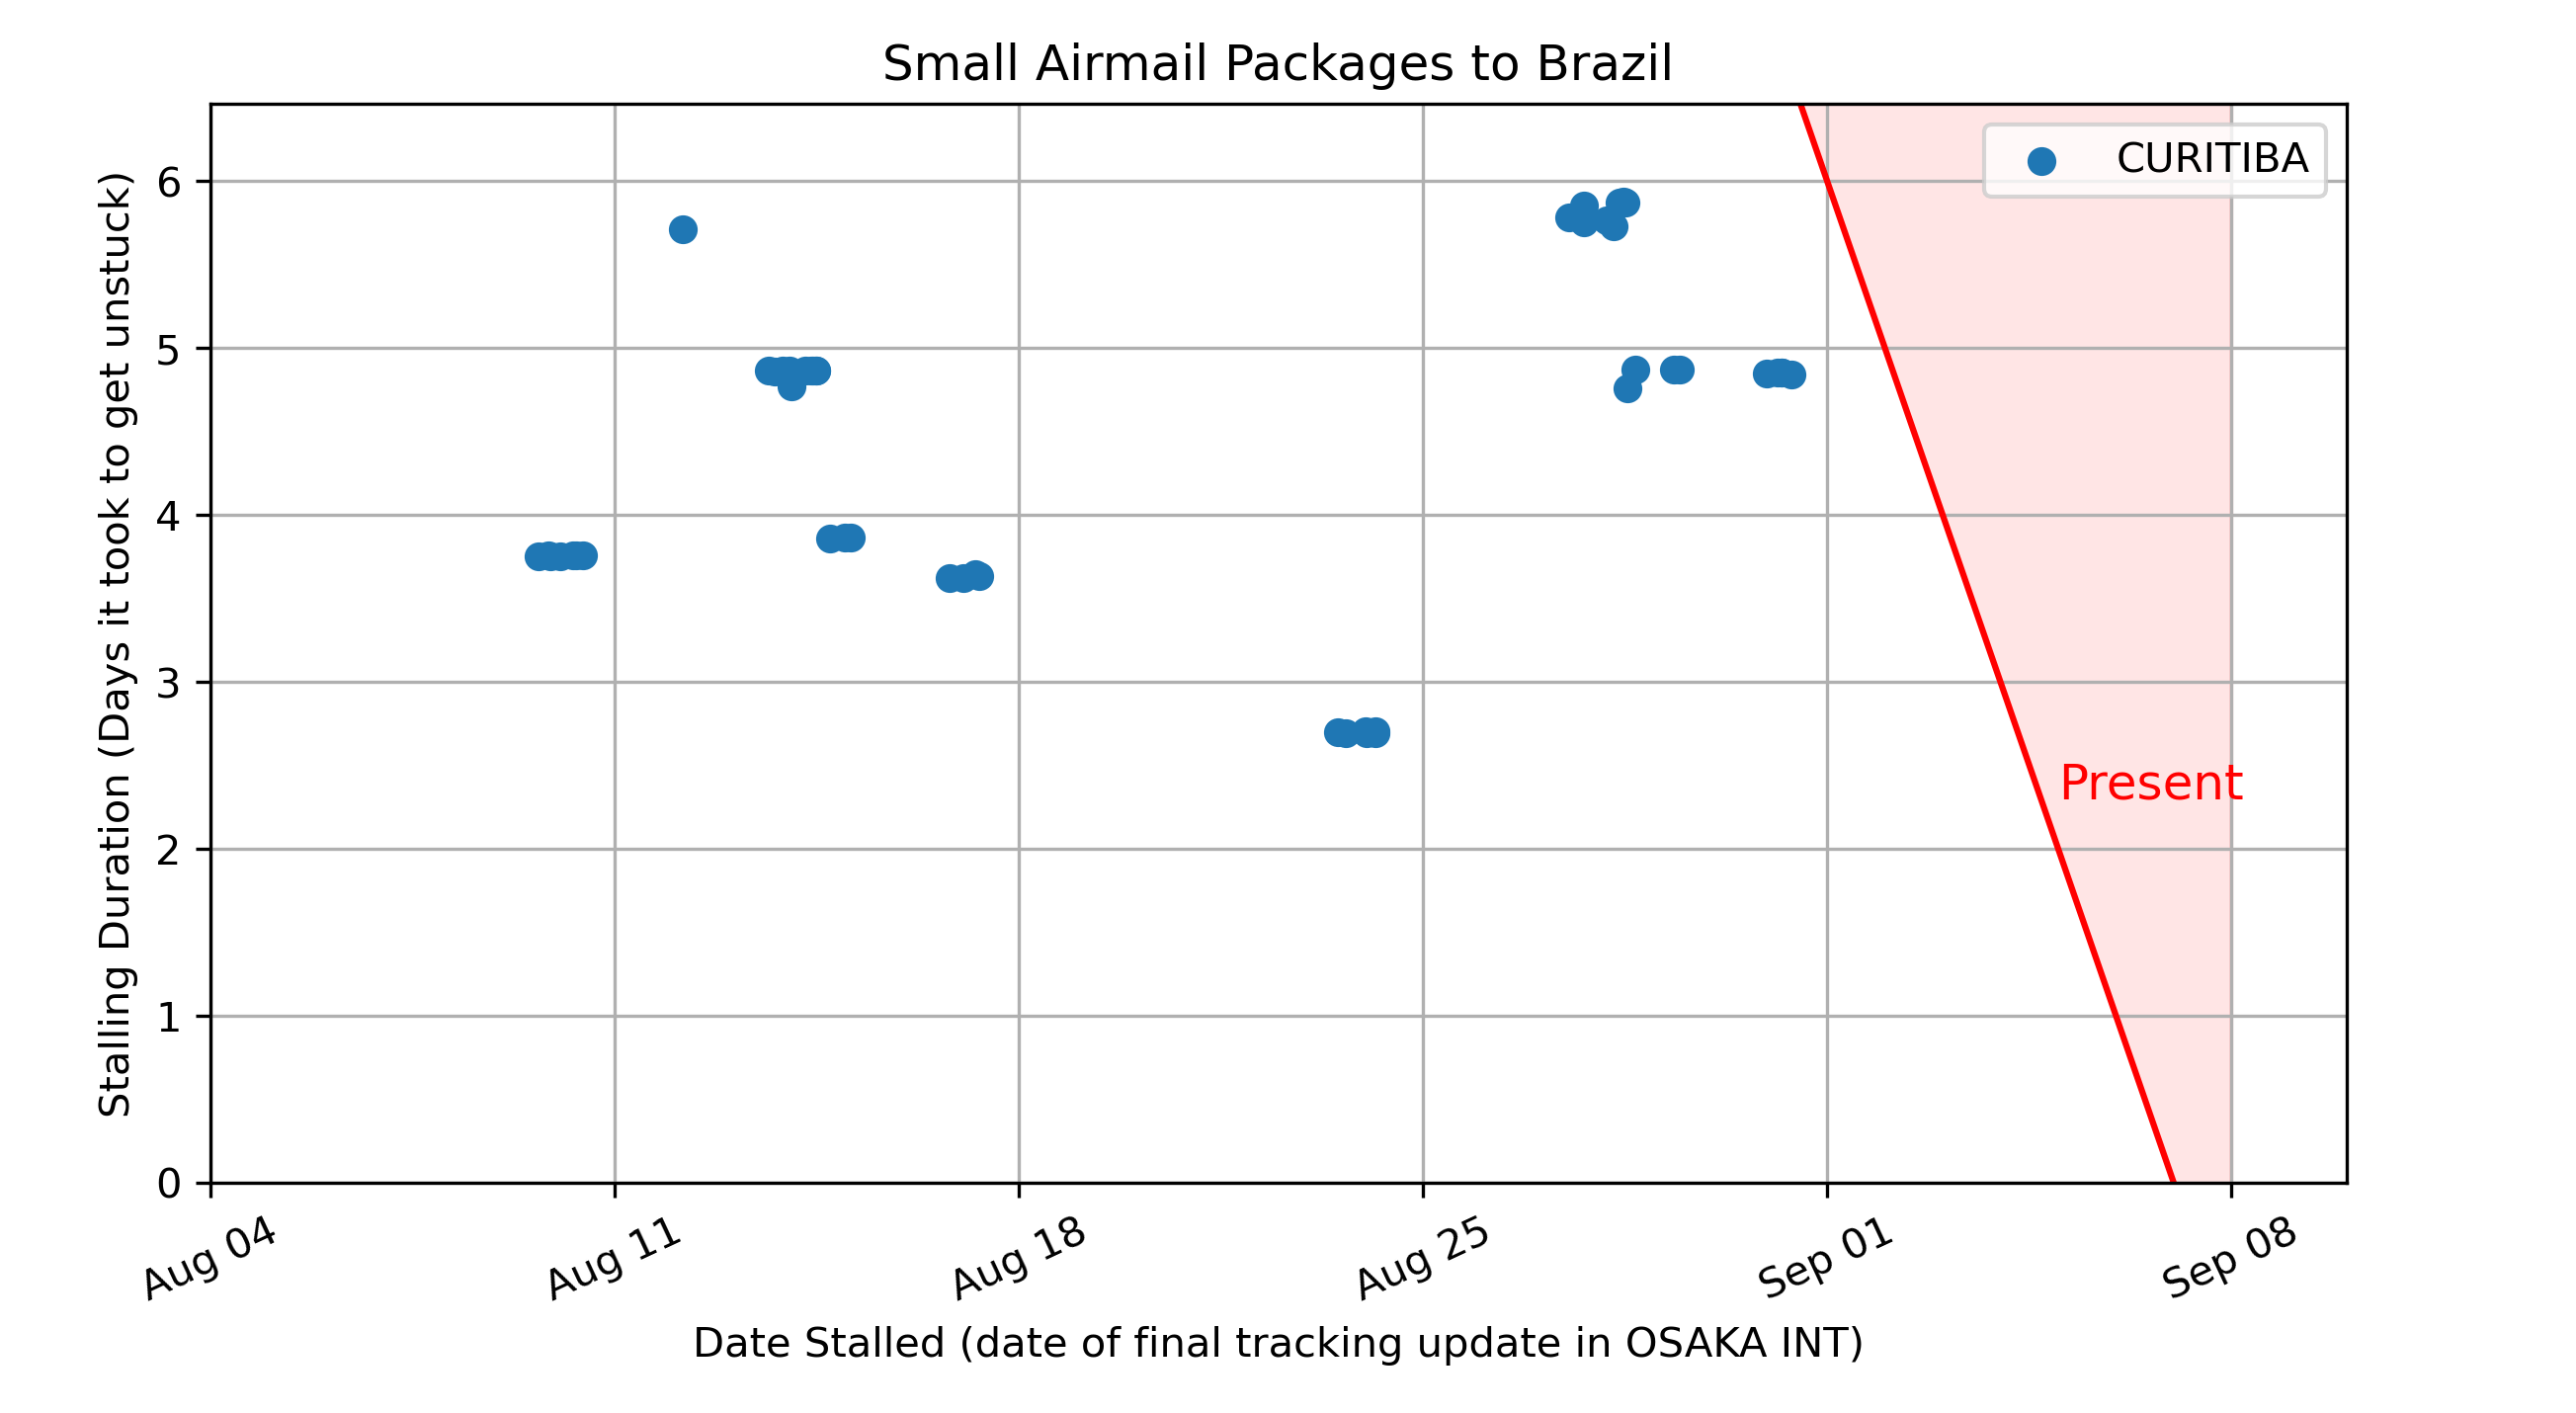 Small Airmail Packages to Brazil
CURITIBA
Stalling Duration (Days it took to get unstuck)
6
5
4
3
2
1
0
Present
Aug 04
Aug 11
Aug 18
Aug 25
Sep 01
Sep 08
Date Stalled (date of final tracking update in OSAKA INT)